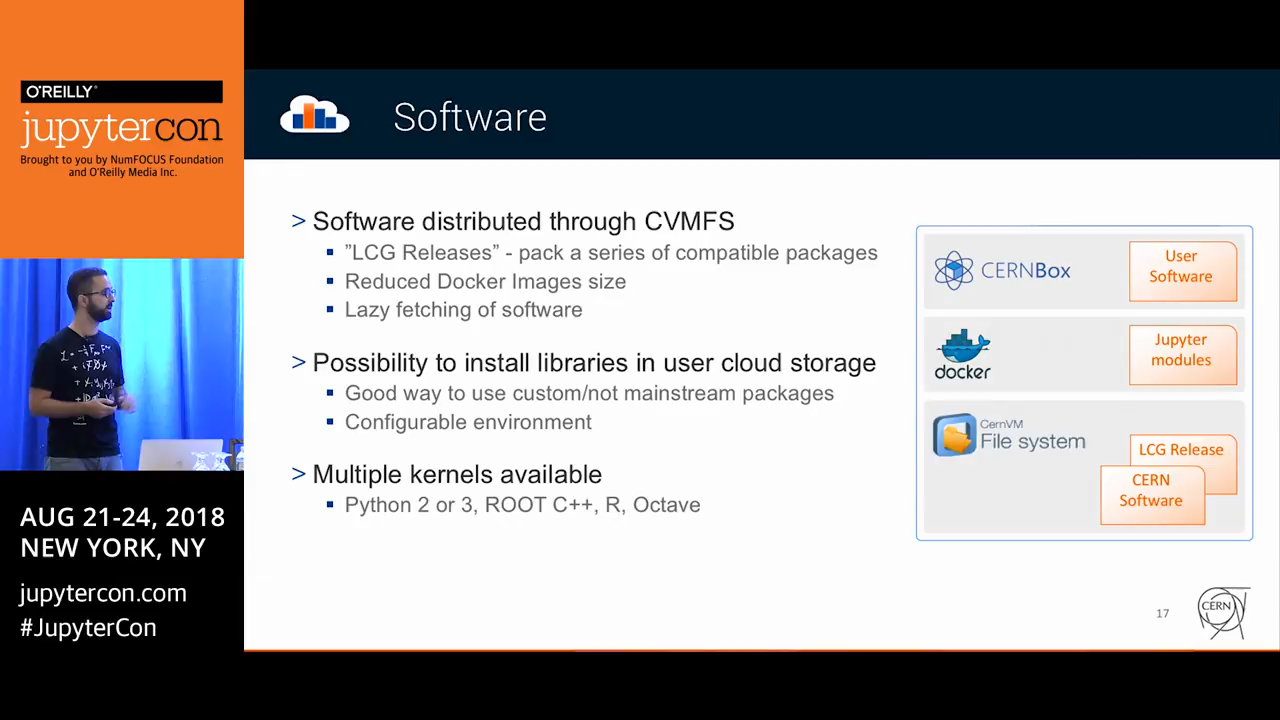 O'REILLY®
jupytercon
Brought to you by NumFOCUS Foundation
and O'Reilly Media Inc.
AUG 21-24, 2018
NEW YORK, NY
jupytercon.com
#JupyterCon
Software
> Software distributed through CVMFS
▪ ”LCG Releases” - pack a series of compatible packages
▪ Reduced Docker Images size
▪ Lazy fetching of software
> Possibility to install libraries in user cloud storage
▪ Good way to use custom/not mainstream packages
▪ Configurable environment
> Multiple kernels available
▪ Python 2 or 3, ROOT C++, R, Octave
CERNBox
User
Software
docker
Jupyter
modules
CernVM
File system
LCG Release
CERN
Software
17
CERN